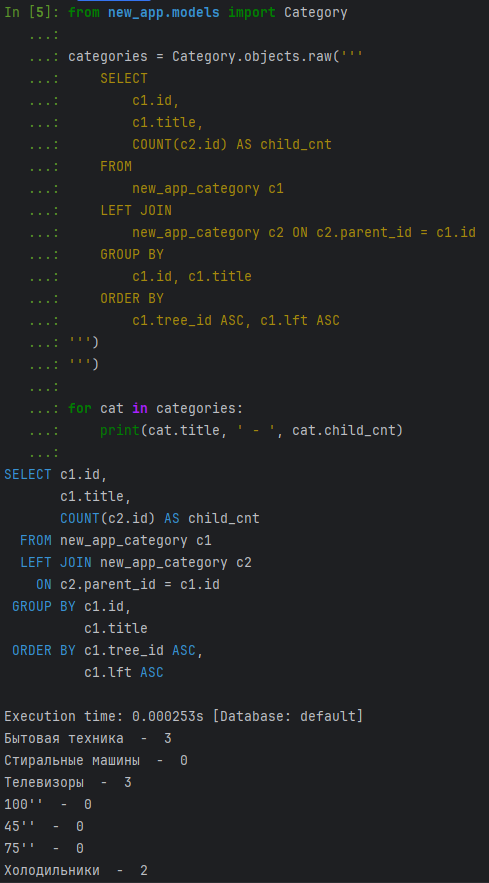 In [5]: from new_app.models import Category
   ...:
   ...: categories = Category.objects.raw('''
   ...:     SELECT
   ...:         c1.id,
   ...:         c1.title,
   ...:         COUNT(c2.id) AS child_cnt
   ...:     FROM
   ...:         new_app_category c1
   ...:     LEFT JOIN
   ...:         new_app_category c2 ON c2.parent_id = c1.id
   ...:     GROUP BY
   ...:         c1.id, c1.title
   ...:     ORDER BY
   ...:         c1.tree_id ASC, c1.lft ASC
   ...: ''')
   ...: ''')
   ...:
   ...: for cat in categories:
   ...:     print(cat.title, ' - ', cat.child_cnt)
   ...:
SELECT c1.id,
       c1.title,
       COUNT(c2.id) AS child_cnt
  FROM new_app_category c1
  LEFT JOIN new_app_category c2
    ON c2.parent_id = c1.id
 GROUP BY c1.id,
          c1.title
 ORDER BY c1.tree_id ASC,
          c1.lft ASC

Execution time: 0.000253s [Database: default]
Бытовая техника  -  3
Стиральные машины  -  0
Телевизоры  -  3
100''  -  0
45''  -  0
75''  -  0
Холодильники  -  2